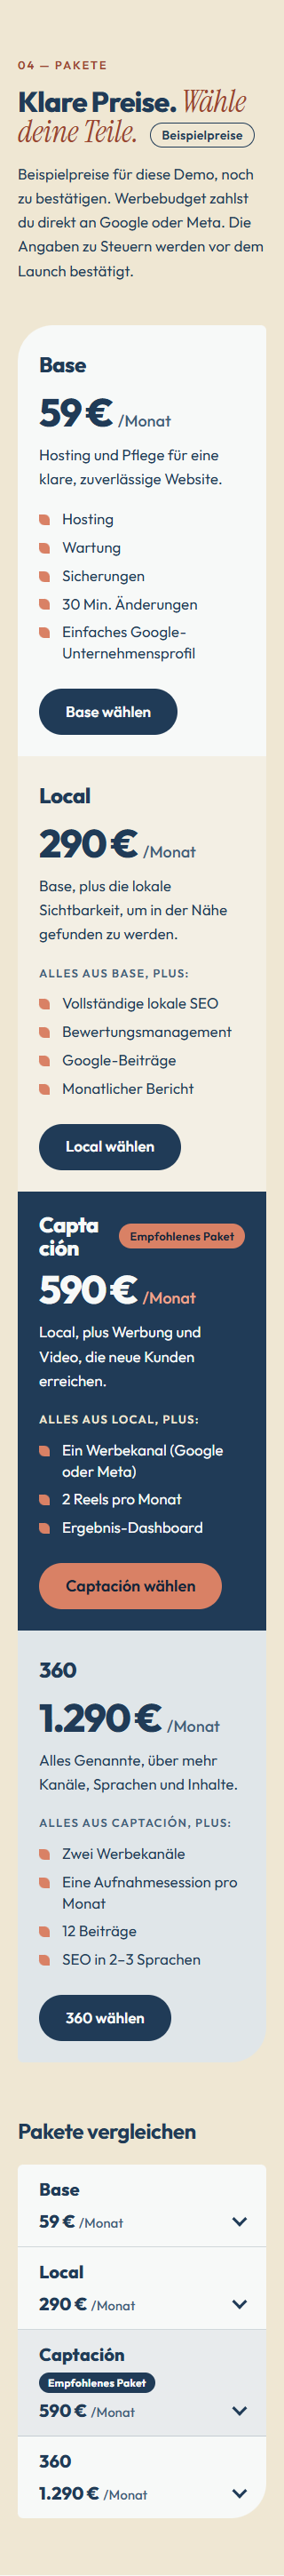 04 — PAKETE
Klare Preise. Wähle
deine Teile. Beispielpreise
Beispielpreise für diese Demo, noch
zu bestätigen. Werbebudget zahlst
du direkt an Google oder Meta. Die
Angaben zu Steuern werden vor dem
Launch bestätigt.
Base
59 € /Monat
Hosting und Pflege für eine
klare, zuverlässige Website.
Hosting
Wartung
Sicherungen
30 Min. Änderungen
Einfaches Google-
Unternehmensprofil
Base wählen
Local
290 € /Monat
Base, plus die lokale
Sichtbarkeit, um in der Nähe
gefunden zu werden.
ALLES AUS BASE, PLUS:
Vollständige lokale SEO
Bewertungsmanagement
Google-Beiträge
Monatlicher Bericht
Local wählen
Capta
ción
Empfohlenes Paket
590 € /Monat
Local, plus Werbung und
Video, die neue Kunden
erreichen.
ALLES AUS LOCAL, PLUS:
Ein Werbekanal (Google
oder Meta)
2 Reels pro Monat
Ergebnis-Dashboard
Captación wählen
360
1.290 € /Monat
Alles Genannte, über mehr
Kanäle, Sprachen und Inhalte.
ALLES AUS CAPTACIÓN, PLUS:
Zwei Werbekanäle
Eine Aufnahmesession pro
Monat
12 Beiträge
SEO in 2–3 Sprachen
360 wählen
Pakete vergleichen
Base
59 € /Monat
Local
290 € /Monat
Captación
Empfohlenes Paket
590 € /Monat
360
1.290 € /Monat